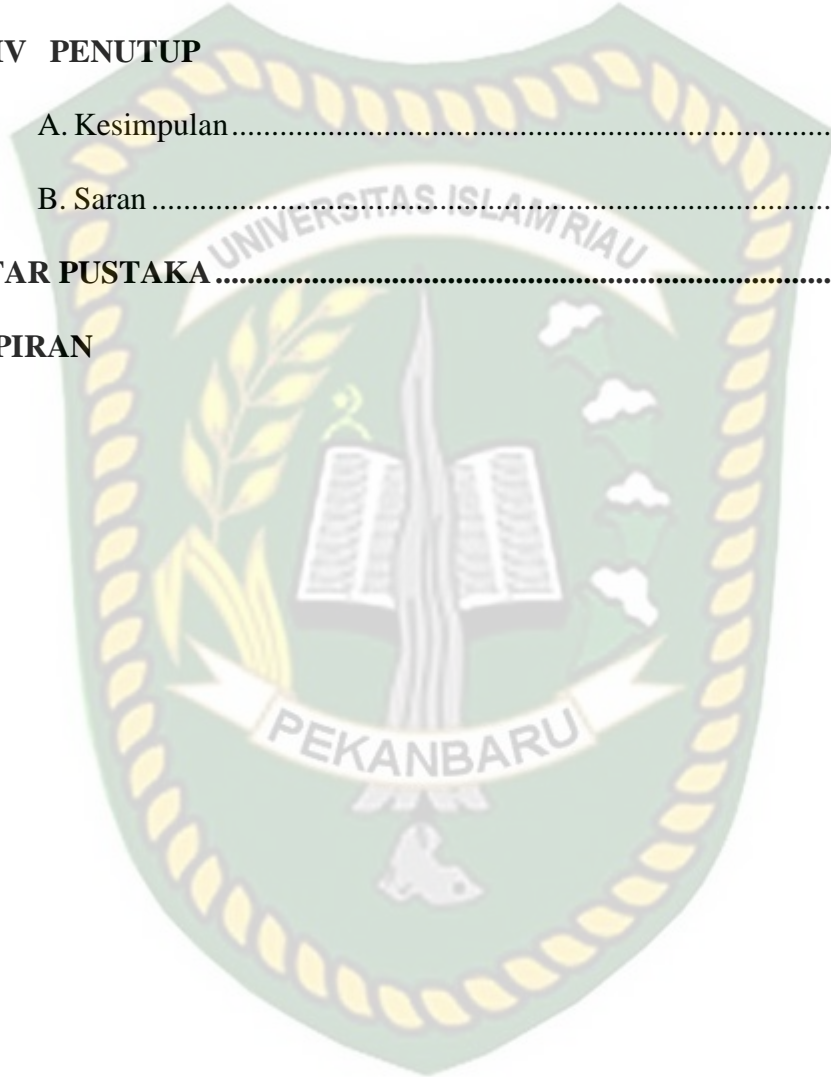 IV PENUTUP
A. Kesimpulan........................................................................
B. Saran ..................................................................................
UNIVERSITAS ISLAM RIAU
TAR PUSTAKA............................................................................
PIRAN
PEKANBARU